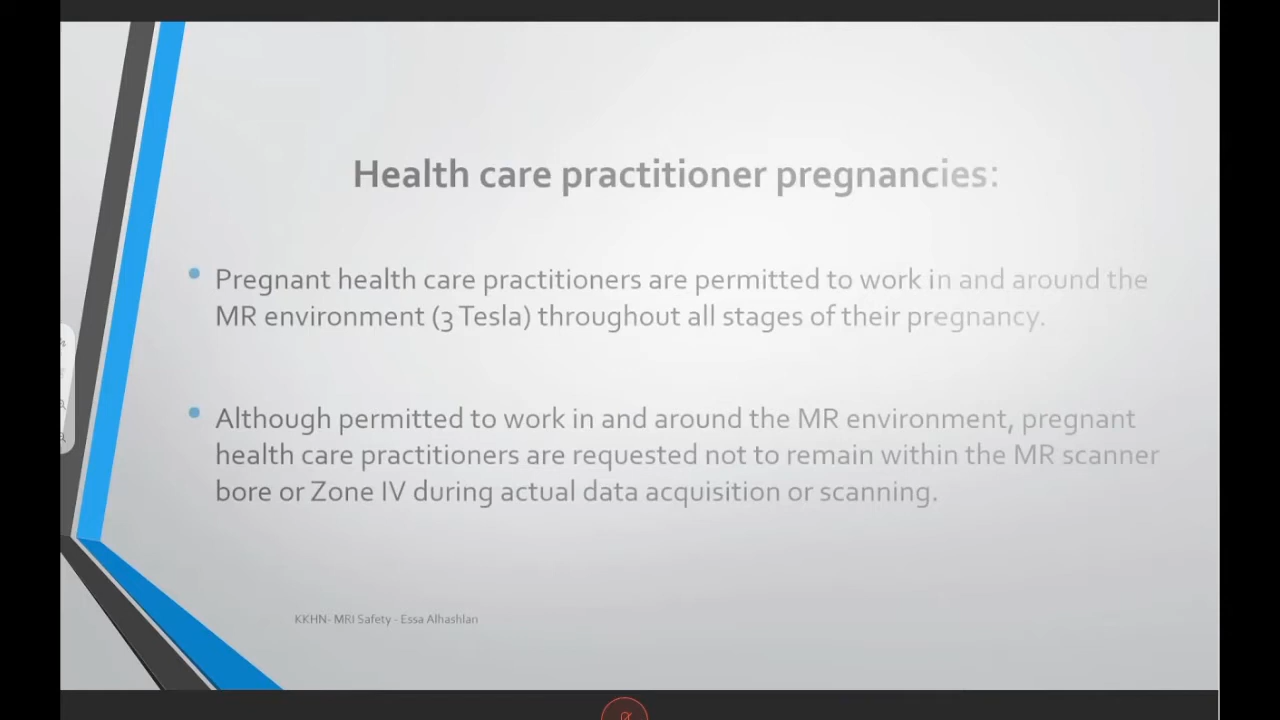 Health care practitioner pregnancies:
Pregnant health care practitioners are permitted to work in and around the
MR environment (3 Tesla) throughout all stages of their pregnancy.
Although permitted to work in and around the MR environment, pregnant
health care practitioners are requested not to remain within the MR scanner
bore or Zone IV during actual data acquisition or scanning.
KKHN- MRI Safety - Essa Alhashlan